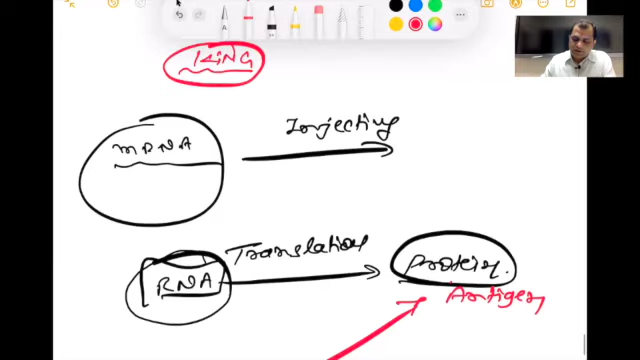 KING
mRNA
Injecting
RNA
Translation
Protein.
Antigen